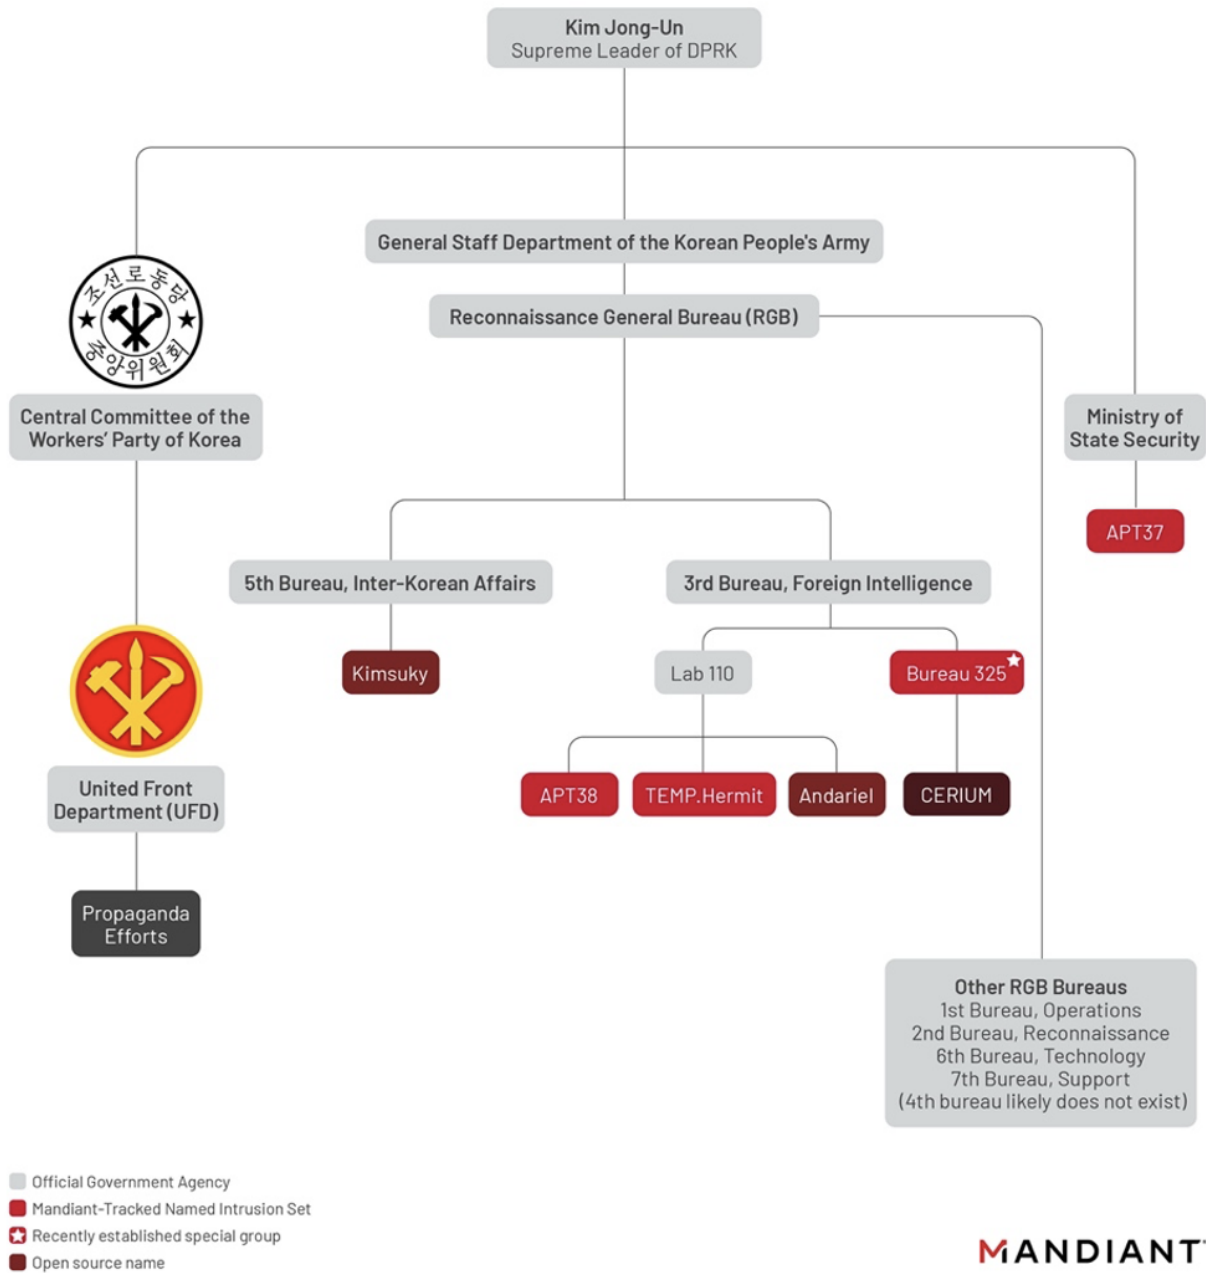 Kim Jong-Un
Supreme Leader of DPRK
General Staff Department of the Korean People's Army
Reconnaissance General Bureau (RGB)
조선로동당
중앙위원회
Central Committee of the
Workers' Party of Korea
Ministry of
State Security
APT37
5th Bureau, Inter-Korean Affairs
3rd Bureau, Foreign Intelligence
Kimsuky
Lab 110
Bureau 325
APT38
TEMP.Hermit
Andariel
CERIUM
United Front
Department (UFD)
Propaganda
Efforts
Other RGB Bureaus
1st Bureau, Operations
2nd Bureau, Reconnaissance
6th Bureau, Technology
7th Bureau, Support
(4th bureau likely does not exist)
Official Government Agency
Mandiant-Tracked Named Intrusion Set
Recently established special group
Open source name
MANDIANT